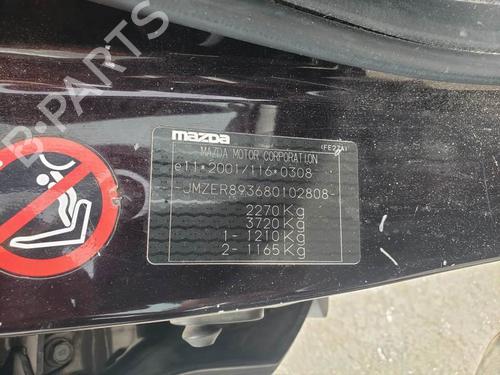 B-PARTS
mazda
MAZDA MOTOR CORPORATION (FE27A)
e11*2001/116*0308
-JMZER893680102808-
2270Kg
3720Kg
1- 1210Kg
2- 1165Kg